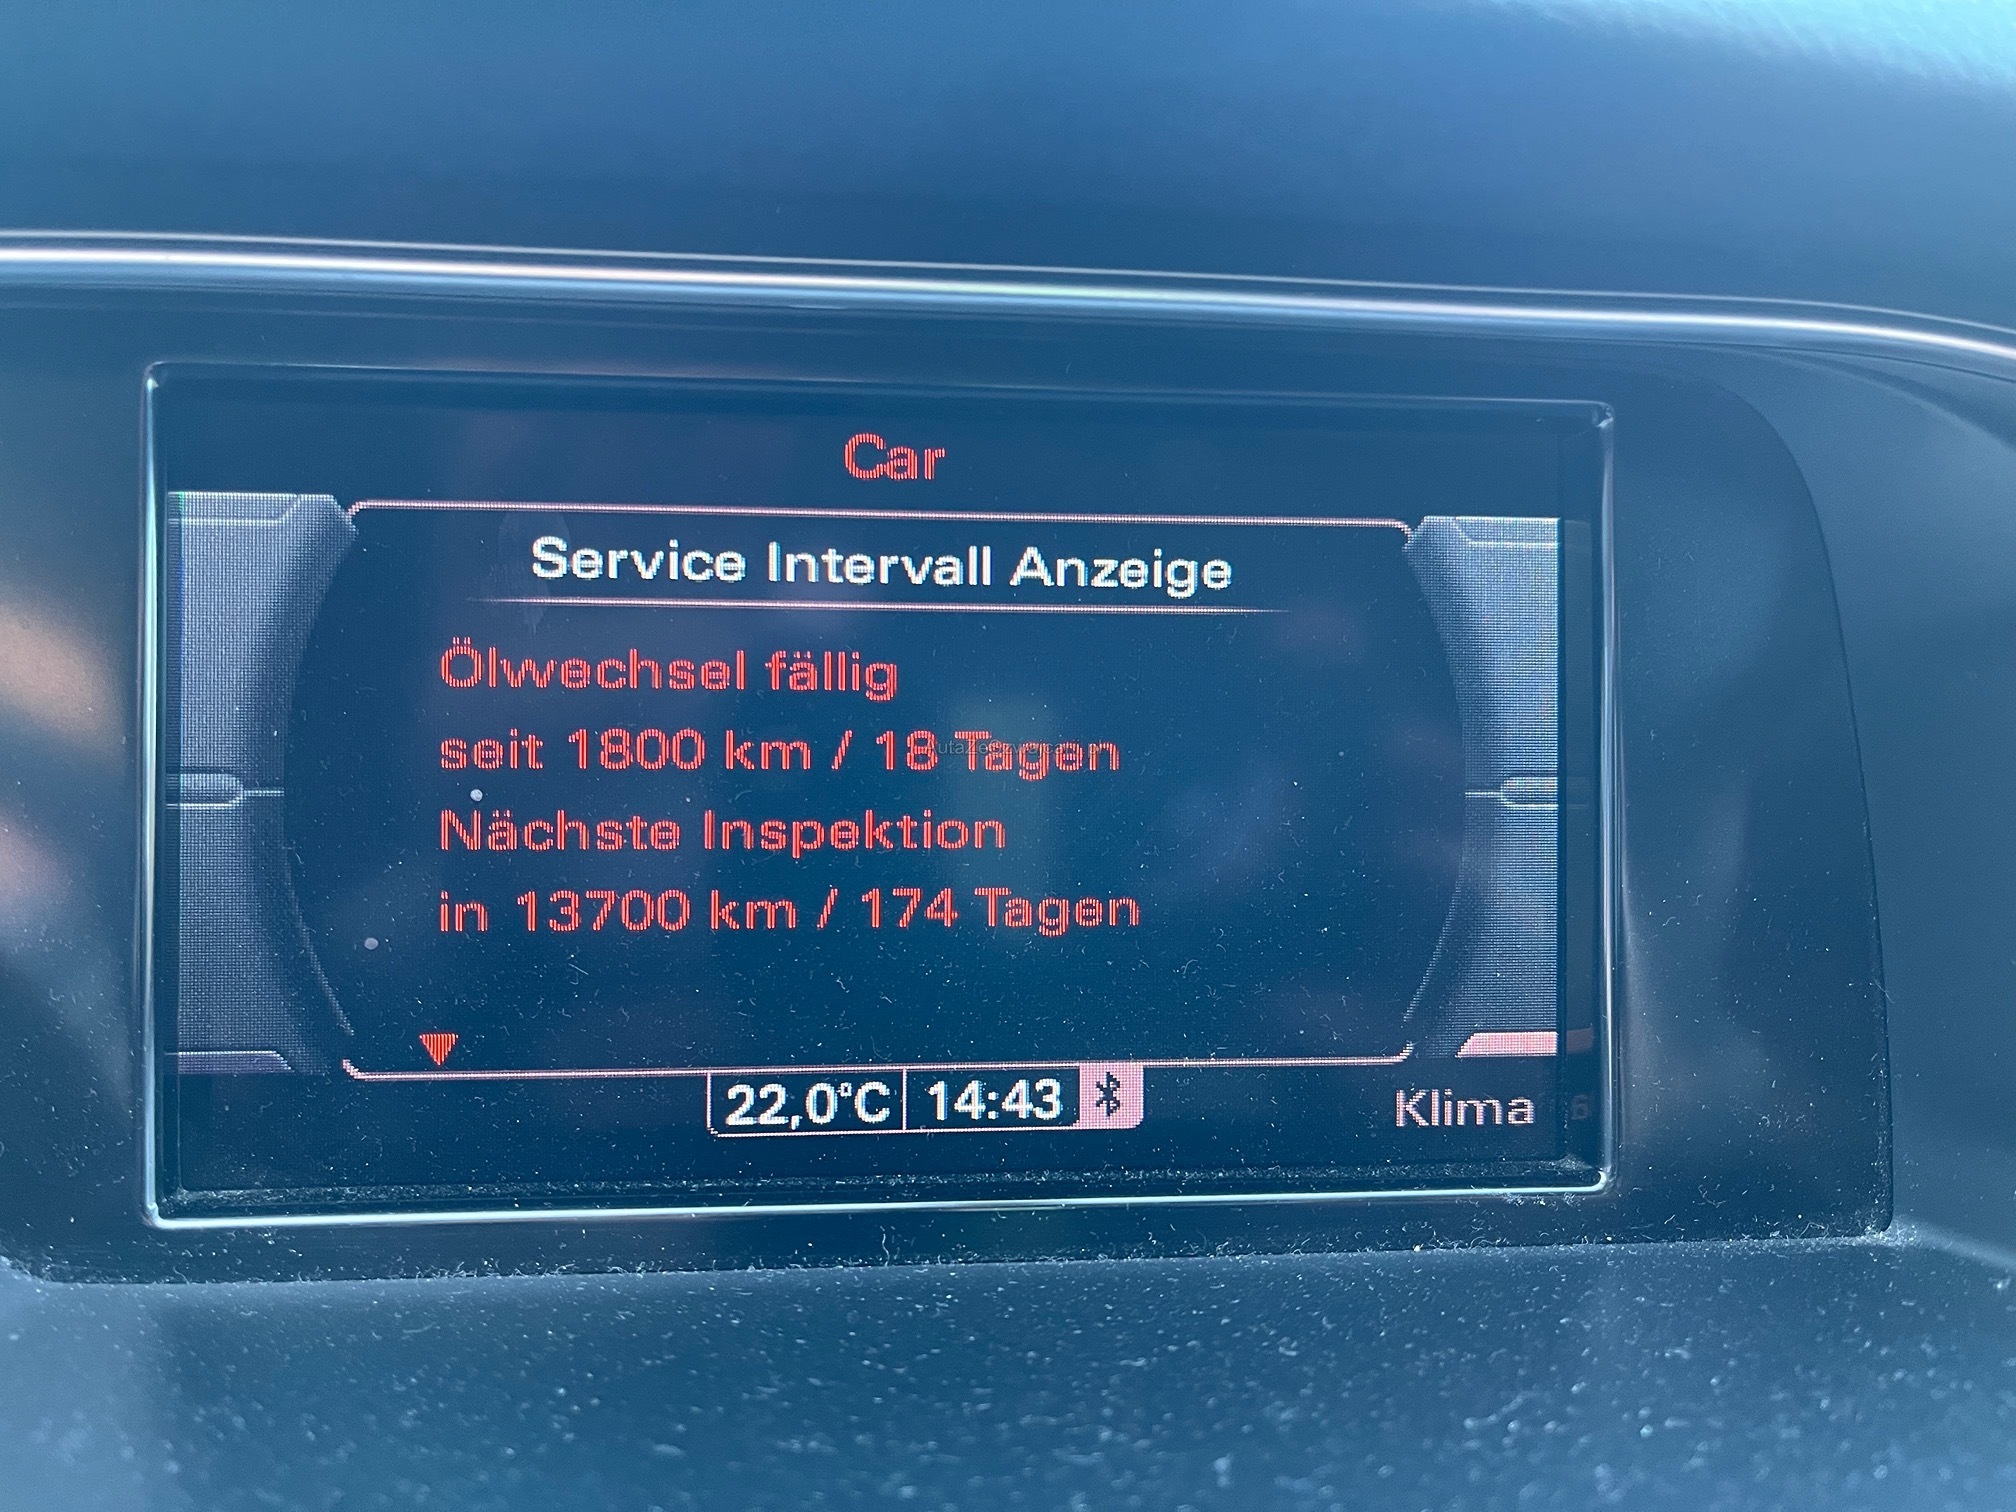 Car
Service Intervall Anzeige
Ölwechsel fällig
seit 1800 km / 18 Tagen
Nächste Inspektion
in 13700 km / 174 Tagen
22,0°C 14:43
Klima